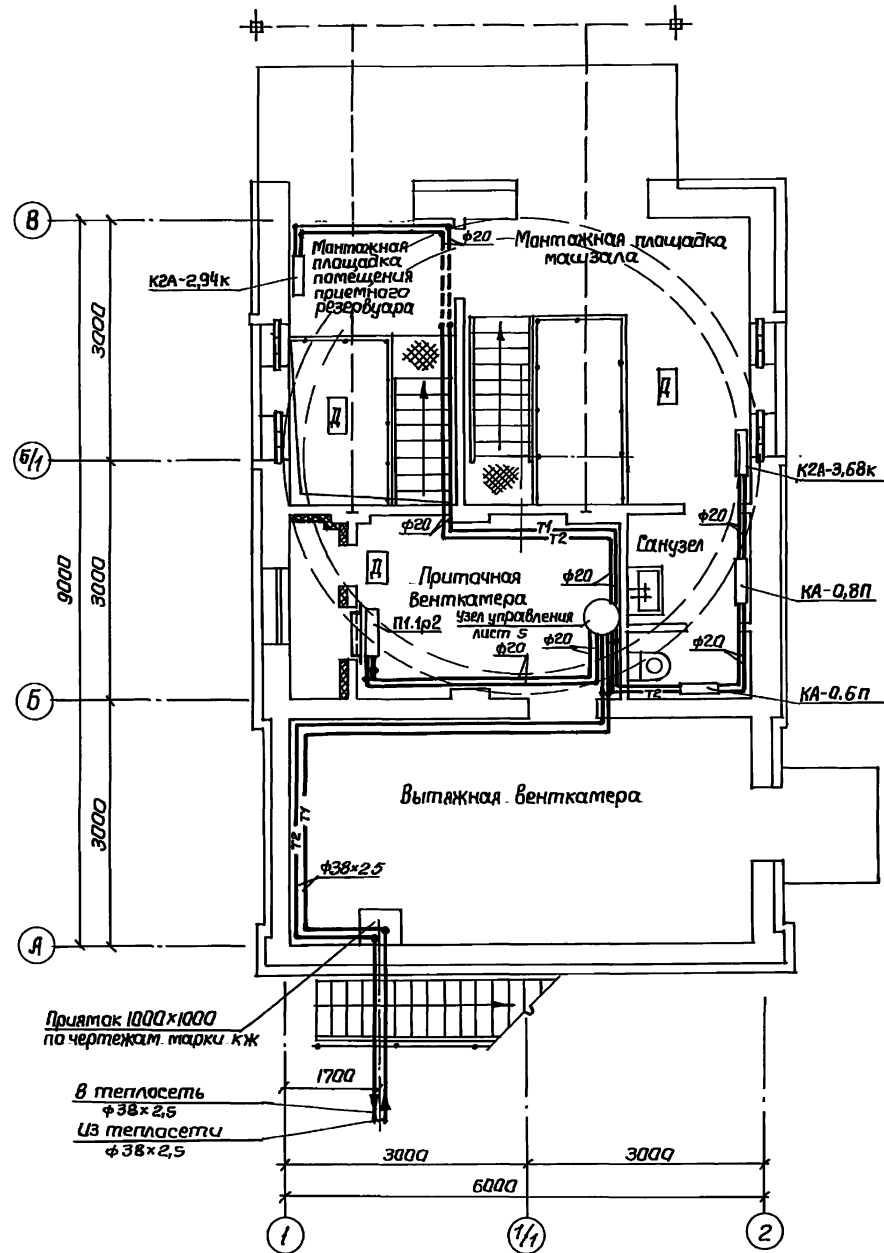 В
Б/1
Б
А
3000
3000
3000
9000
К2А-2,94к
Монтажная
площадка
помещения
приемного
резервуара
ф20
Монтажная площадка
машзала
Д
Д
К2А-3,68к
ф20
Т1
Т2
Санузел
ф20
Д
Приточная
венткамера
ф20
узел управления
лист 5
П1.1р2
ф20
ф20
КА-0,8П
ф20
Т2
КА-0.6П
Вытяжная венткамера
Т2
Т1
ф38×2.5
Приямок 1000×1000
по чертежам марки КЖ
1700
В теплосеть
ф38×2,5
Из теплосети
ф38×2,5
3000
3000
6000
1
1/1
2